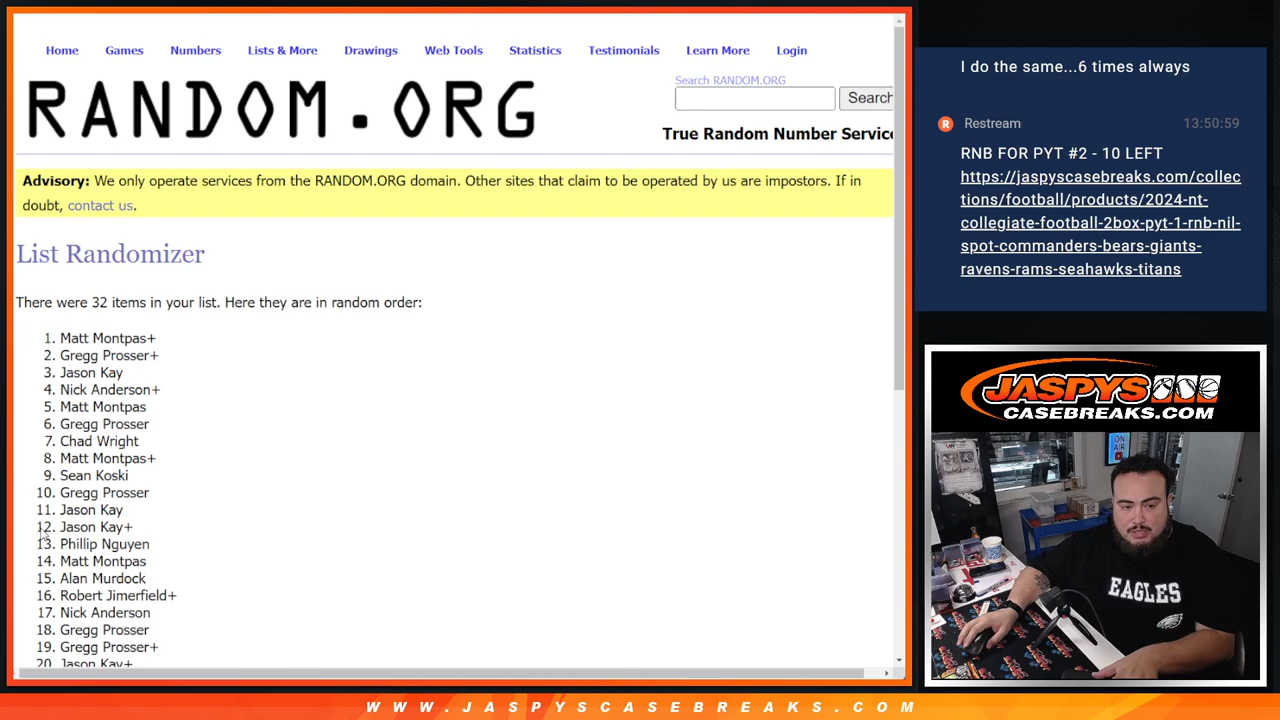 Home Games Numbers Lists & More Drawings Web Tools Statistics Testimonials Learn More Login
RANDOM.ORG
Search RANDOM.ORG
Search
True Random Number Servic
Advisory: We only operate services from the RANDOM.ORG domain. Other sites that claim to be operated by us are impostors. If in
doubt, contact us.
List Randomizer
There were 32 items in your list. Here they are in random order:
1. Matt Montpas+
2. Gregg Prosser+
3. Jason Kay
4. Nick Anderson+
5. Matt Montpas
6. Gregg Prosser
7. Chad Wright
8. Matt Montpas+
9. Sean Koski
10. Gregg Prosser
11. Jason Kay
12. Jason Kay+
13. Phillip Nguyen
14. Matt Montpas
15. Alan Murdock
16. Robert Jimerfield+
17. Nick Anderson
18. Gregg Prosser
19. Gregg Prosser+
20. Jason Kay+
I do the same...6 times always
R Restream 13:50:59
RNB FOR PYT #2 - 10 LEFT
https://jaspyscasebreaks.com/collec
tions/football/products/2024-nt-
collegiate-football-2box-pyt-1-rnb-nil-
spot-commanders-bears-giants-
ravens-rams-seahawks-titans
JASPYS
CASEBREAKS.COM
ON
AIR
EAGLES
WWW.JASPYSCASEBREAKS.COM